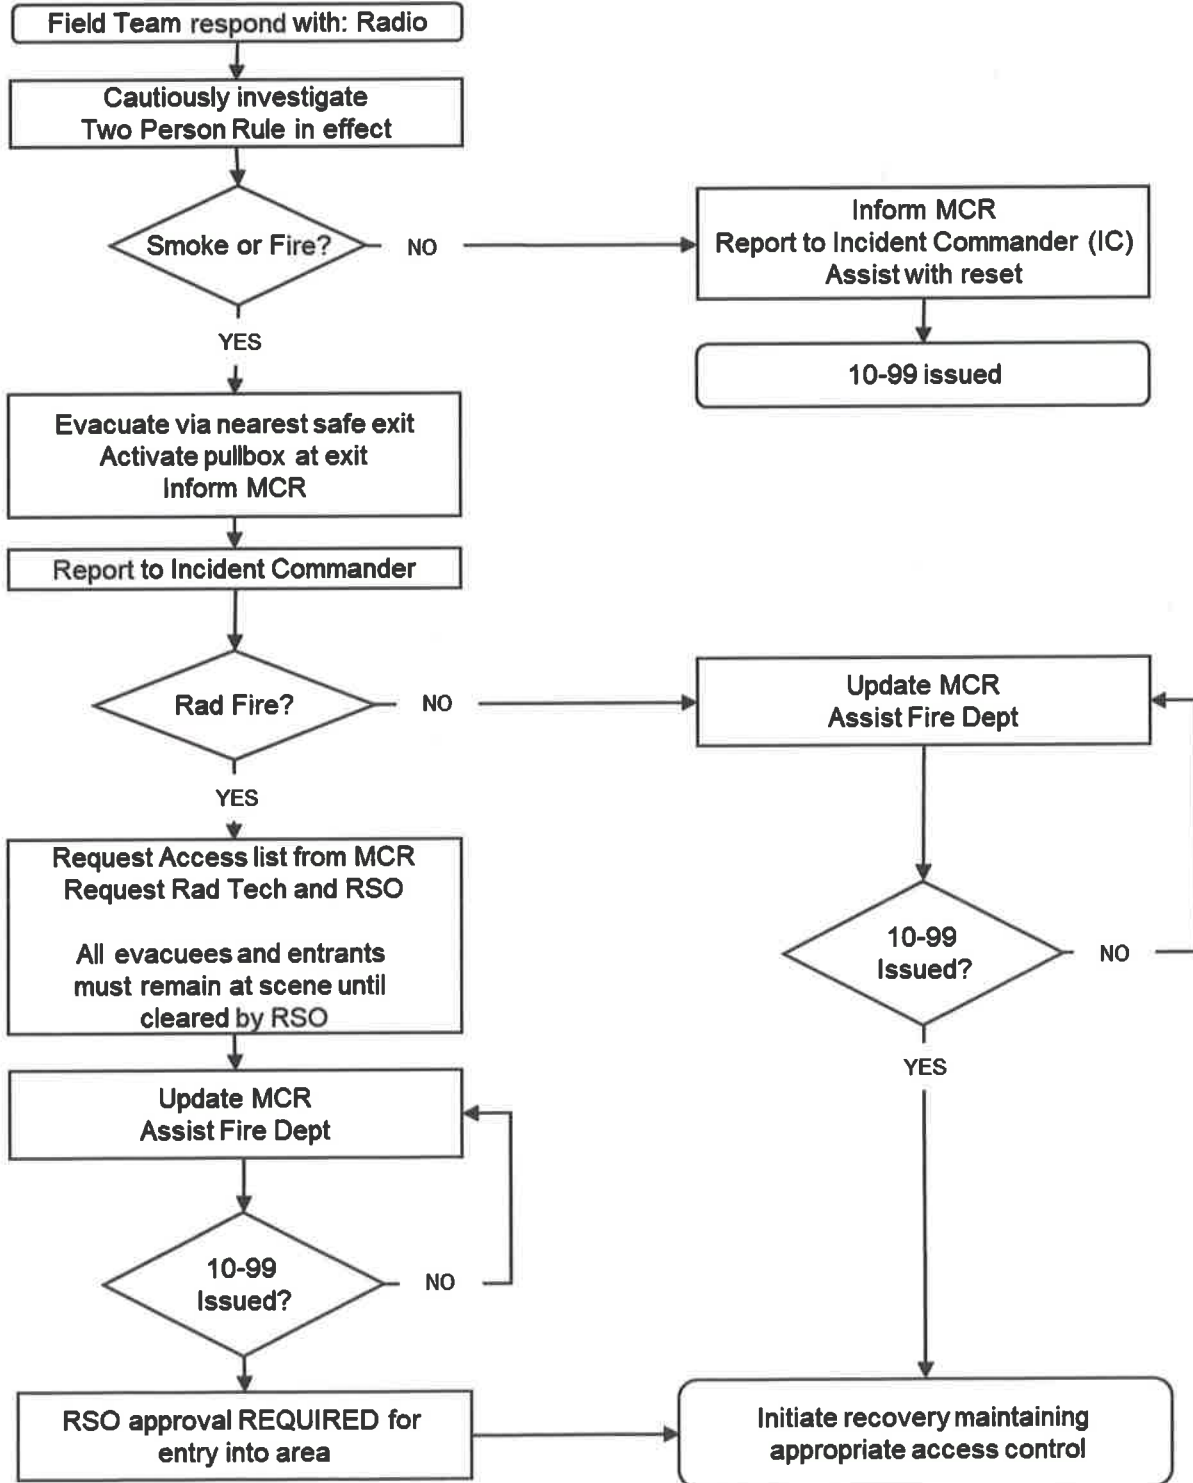 Field Team respond with: Radio
Cautiously investigate
Two Person Rule in effect
Smoke or Fire?
NO
Inform MCR
Report to Incident Commander (IC)
Assist with reset
YES
10-99 issued
Evacuate via nearest safe exit
Activate pullbox at exit
Inform MCR
Report to Incident Commander
Rad Fire?
NO
Update MCR
Assist Fire Dept
YES
Request Access list from MCR
Request Rad Tech and RSO
All evacuees and entrants
must remain at scene until
cleared by RSO
10-99
Issued?
NO
YES
Update MCR
Assist Fire Dept
10-99
Issued?
NO
RSO approval REQUIRED for
entry into area
Initiate recovery maintaining
appropriate access control